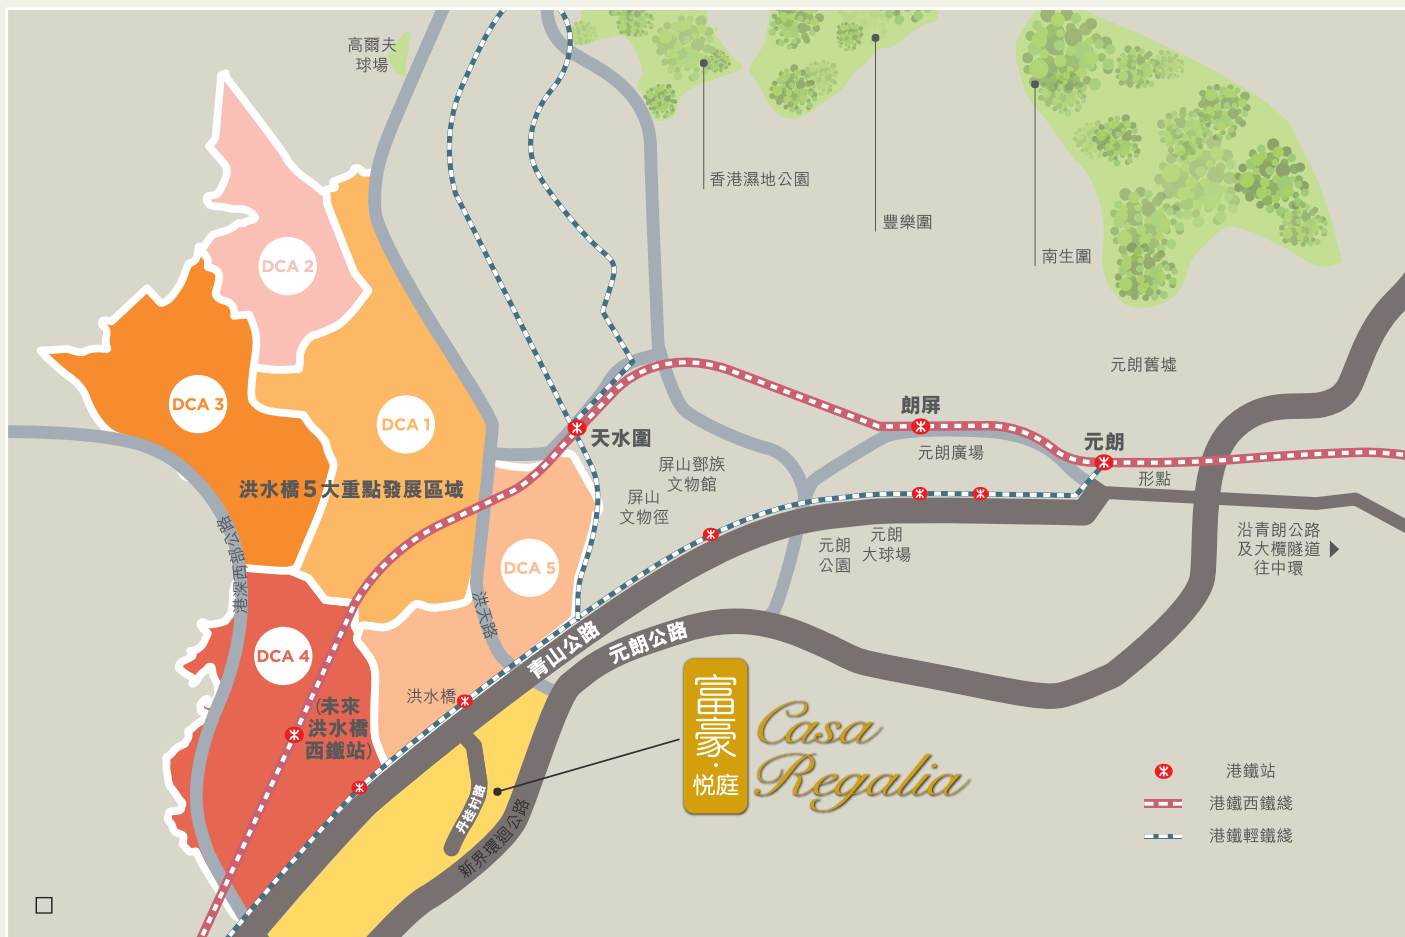 高爾夫
球場
香港濕地公園
豐樂圍
南生圍
DCA 2
DCA 3
DCA 1
元朗舊墟
朗屏
元朗
天水圍
元朗廣場
屏山鄧族
文物館
屏山
文物徑
形點
洪水橋5大重點發展區域
元朗
公園
元朗
大球場
沿青朗公路
及大欖隧道
往中環
港深西部公路
DCA 5
洪天路
DCA 4
青山公路
元朗公路
洪水橋
(未來
洪水橋
西鐵站)
富豪·悦庭
Casa
Regalia
丹桂村路
新界環迴公路
港鐵站
港鐵西鐵綫
港鐵輕鐵綫